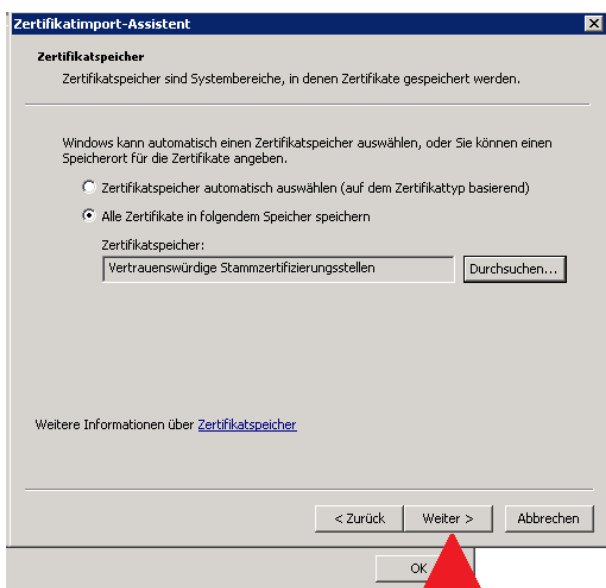 Zertifikatimport-Assistent
Zertifikatspeicher
Zertifikatspeicher sind Systembereiche, in denen Zertifikate gespeichert werden.
Windows kann automatisch einen Zertifikatspeicher auswählen, oder Sie können einen
Speicherort für die Zertifikate angeben.
Zertifikatspeicher automatisch auswählen (auf dem Zertifikattyp basierend)
Alle Zertifikate in folgendem Speicher speichern
Zertifikatspeicher:
Vertrauenswürdige Stammzertifizierungsstellen
Durchsuchen...
Weitere Informationen über Zertifikatspeicher
< Zurück
Weiter >
Abbrechen
OK